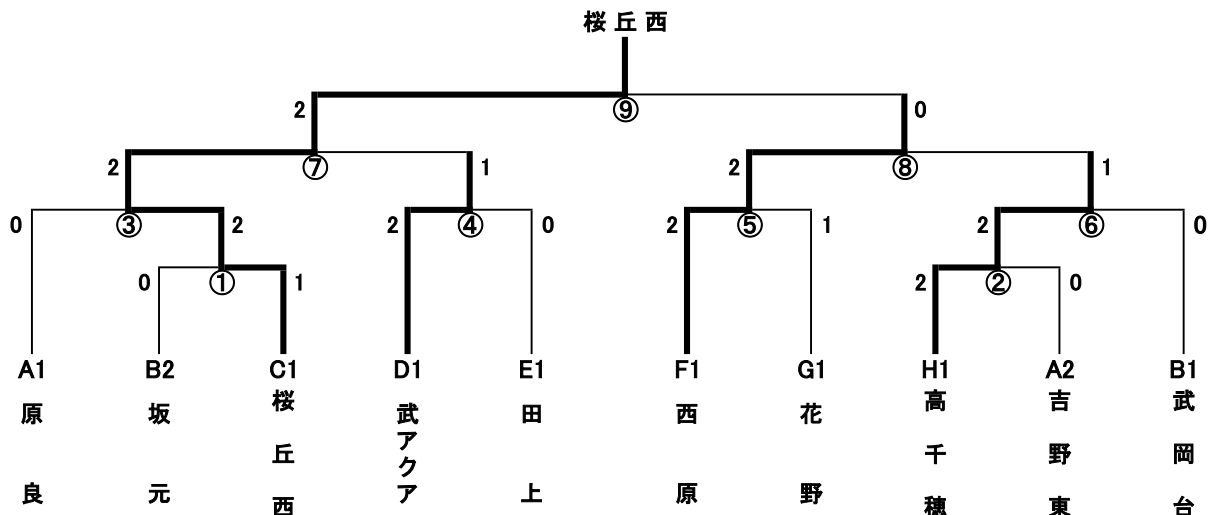 桜丘西
2 ⑨ 0
2 ⑦ 1 2 ⑧ 1
0 ③ 2 2 ④ 0 2 ⑤ 1 2 ⑥ 0
0 ① 1 2 ② 0
A1 B2 C1 D1 E1 F1 G1 H1 A2 B1
原良
坂元
桜丘西
武アクア
田上
西原
花野
高千穂
吉野東
武岡台